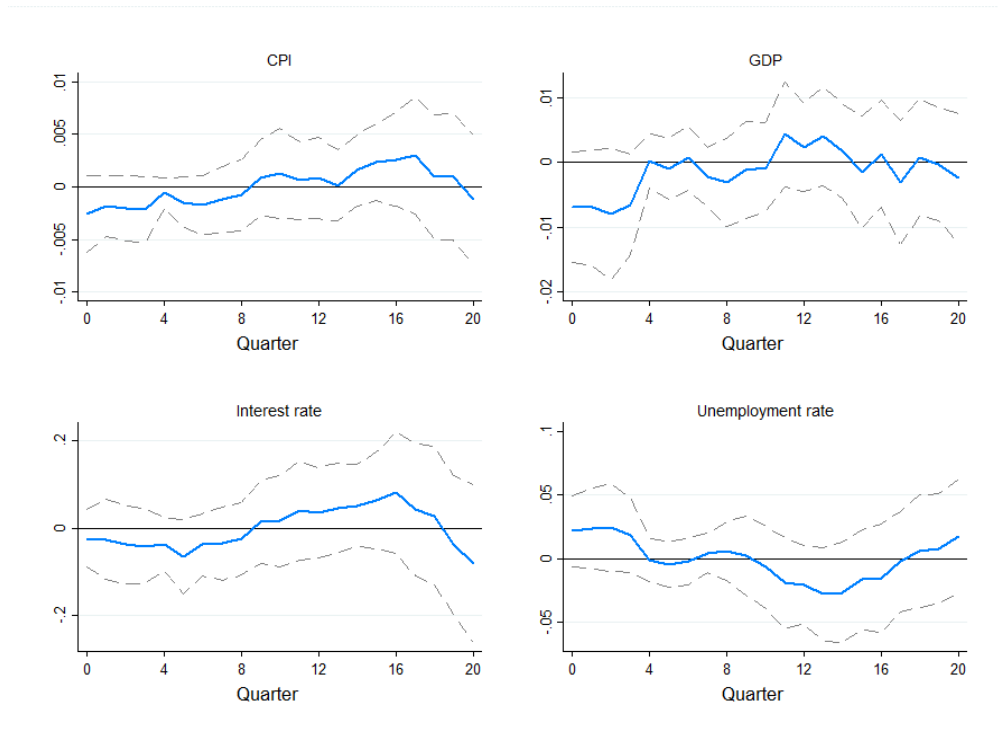 CPI
.01
.005
0
-.005
-.01
0 4 8 12 16 20
Quarter
GDP
.01
0
-.01
-.02
0 4 8 12 16 20
Quarter
Interest rate
.2
0
-.2
0 4 8 12 16 20
Quarter
Unemployment rate
.1
.05
0
-.05
0 4 8 12 16 20
Quarter